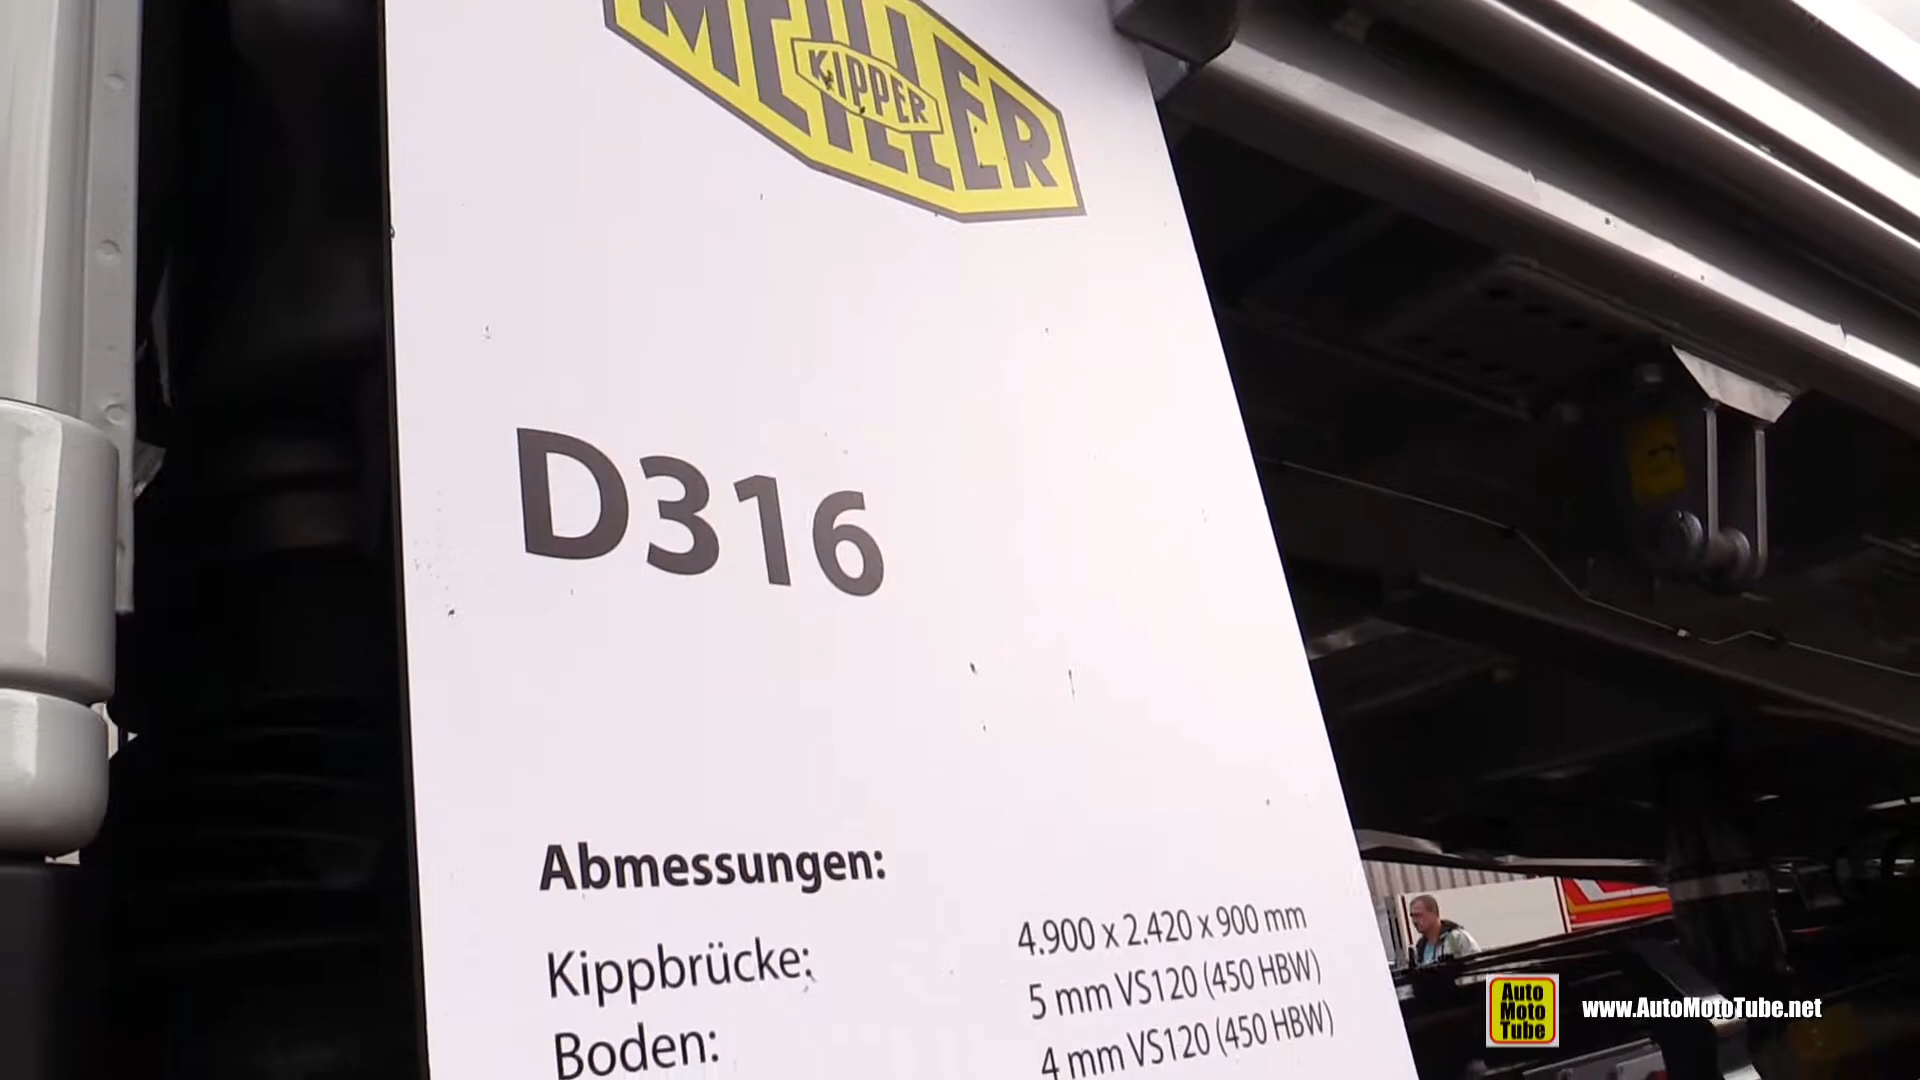 MEILLER
KIPPER
D316
Abmessungen:
Kippbrücke: 4.900 x 2.420 x 900 mm
Boden: 5 mm VS120 (450 HBW)
4 mm VS120 (450 HBW)
Auto
Moto
Tube
www.AutoMotoTube.net